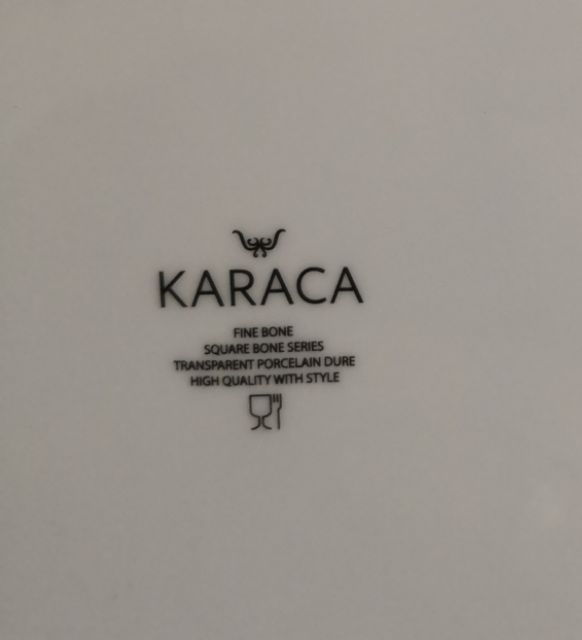 KARACA
FINE BONE
SQUARE BONE SERIES
TRANSPARENT PORCELAIN DURE
HIGH QUALITY WITH STYLE